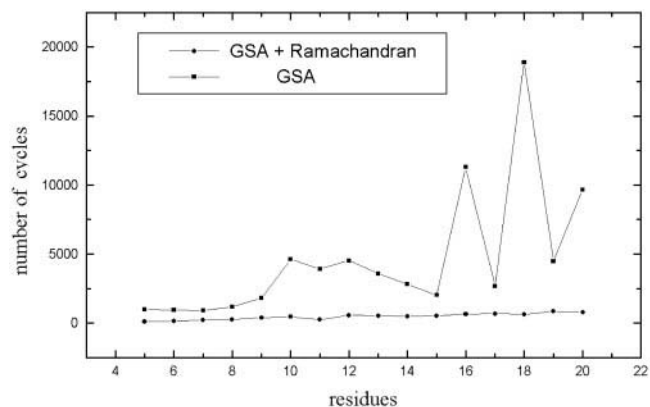 GSA + Ramachandran
GSA
20000
15000
10000
5000
0
number of cycles
4 6 8 10 12 14 16 18 20 22
residues